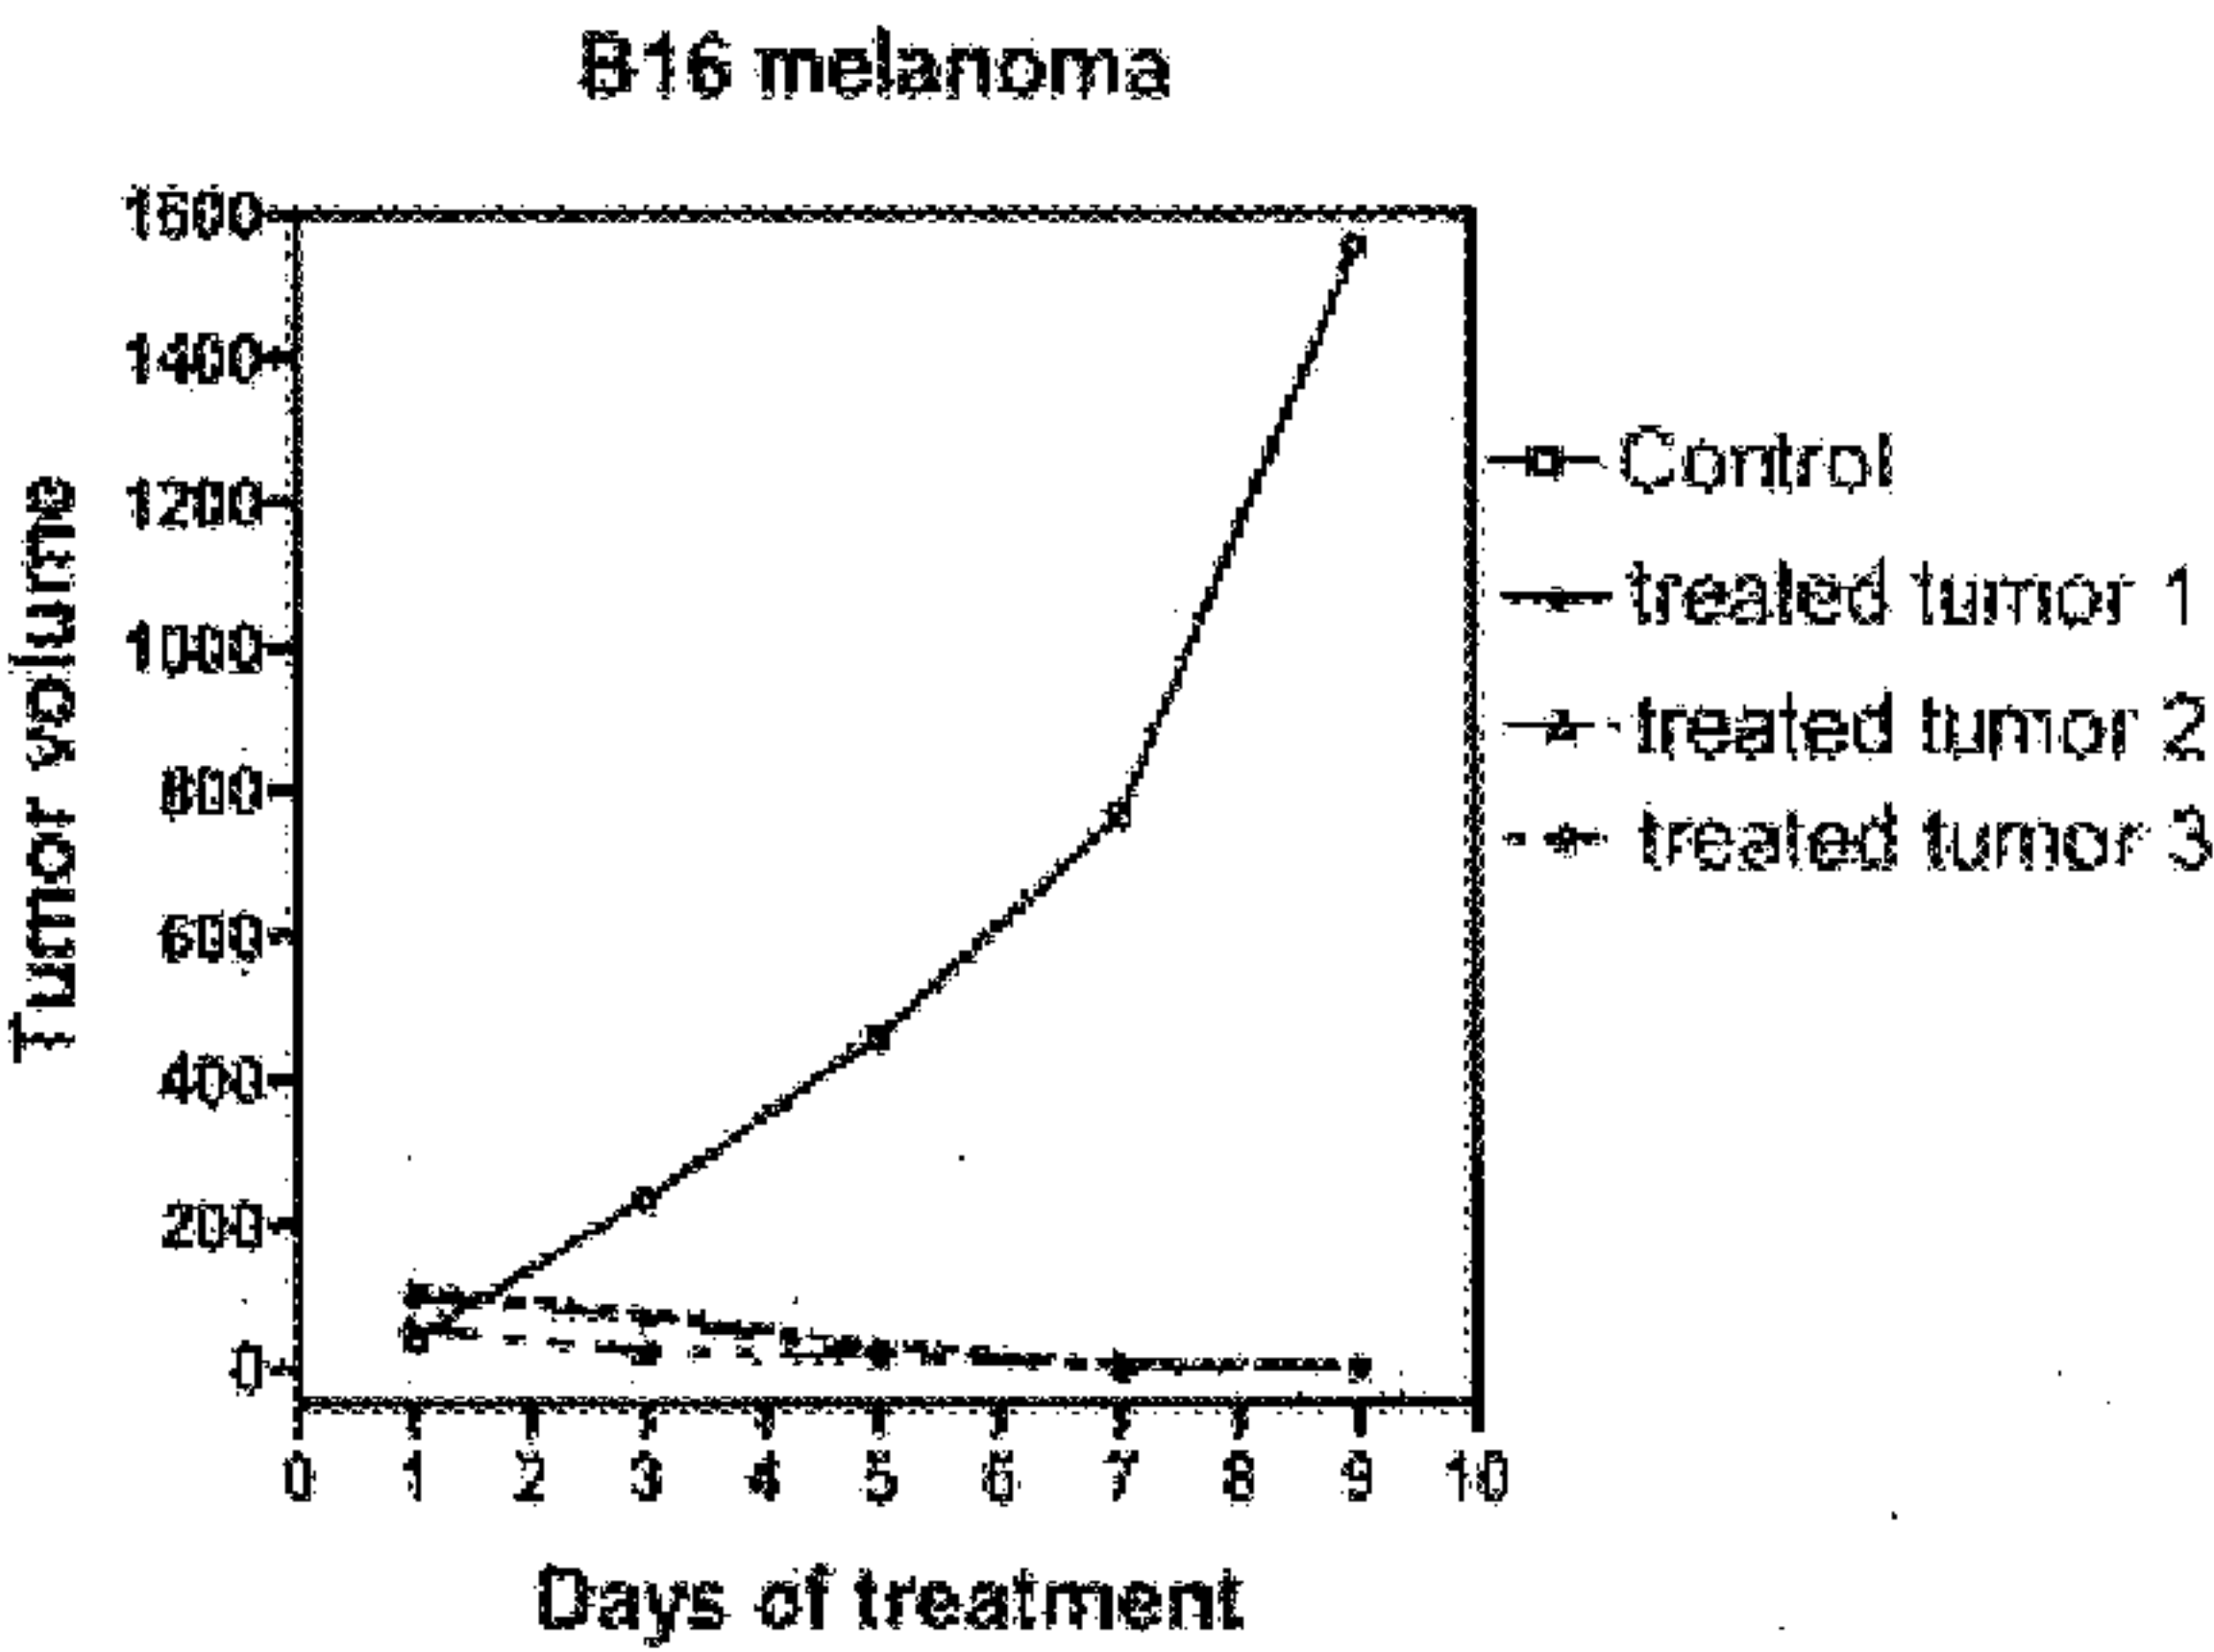 B16 melanoma
1600
1400
1200
1000
800
600
400
200
0
Tumor volume
0 1 2 3 4 5 6 7 8 9 10
Days of treatment
Control
treated tumor 1
treated tumor 2
treated tumor 3